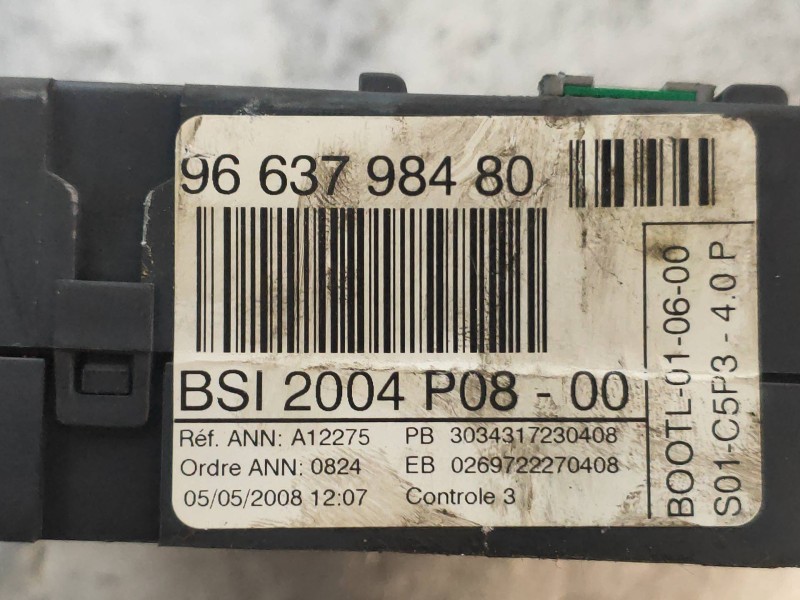 96 637 984 80
BSI 2004 P08 - 00
Réf. ANN: A12275 PB 3034317230408
Ordre ANN: 0824 EB 0269722270408
05/05/2008 12:07 Controle 3
BOOTL-01-06-00
S01-C5P3 - 4.0 P